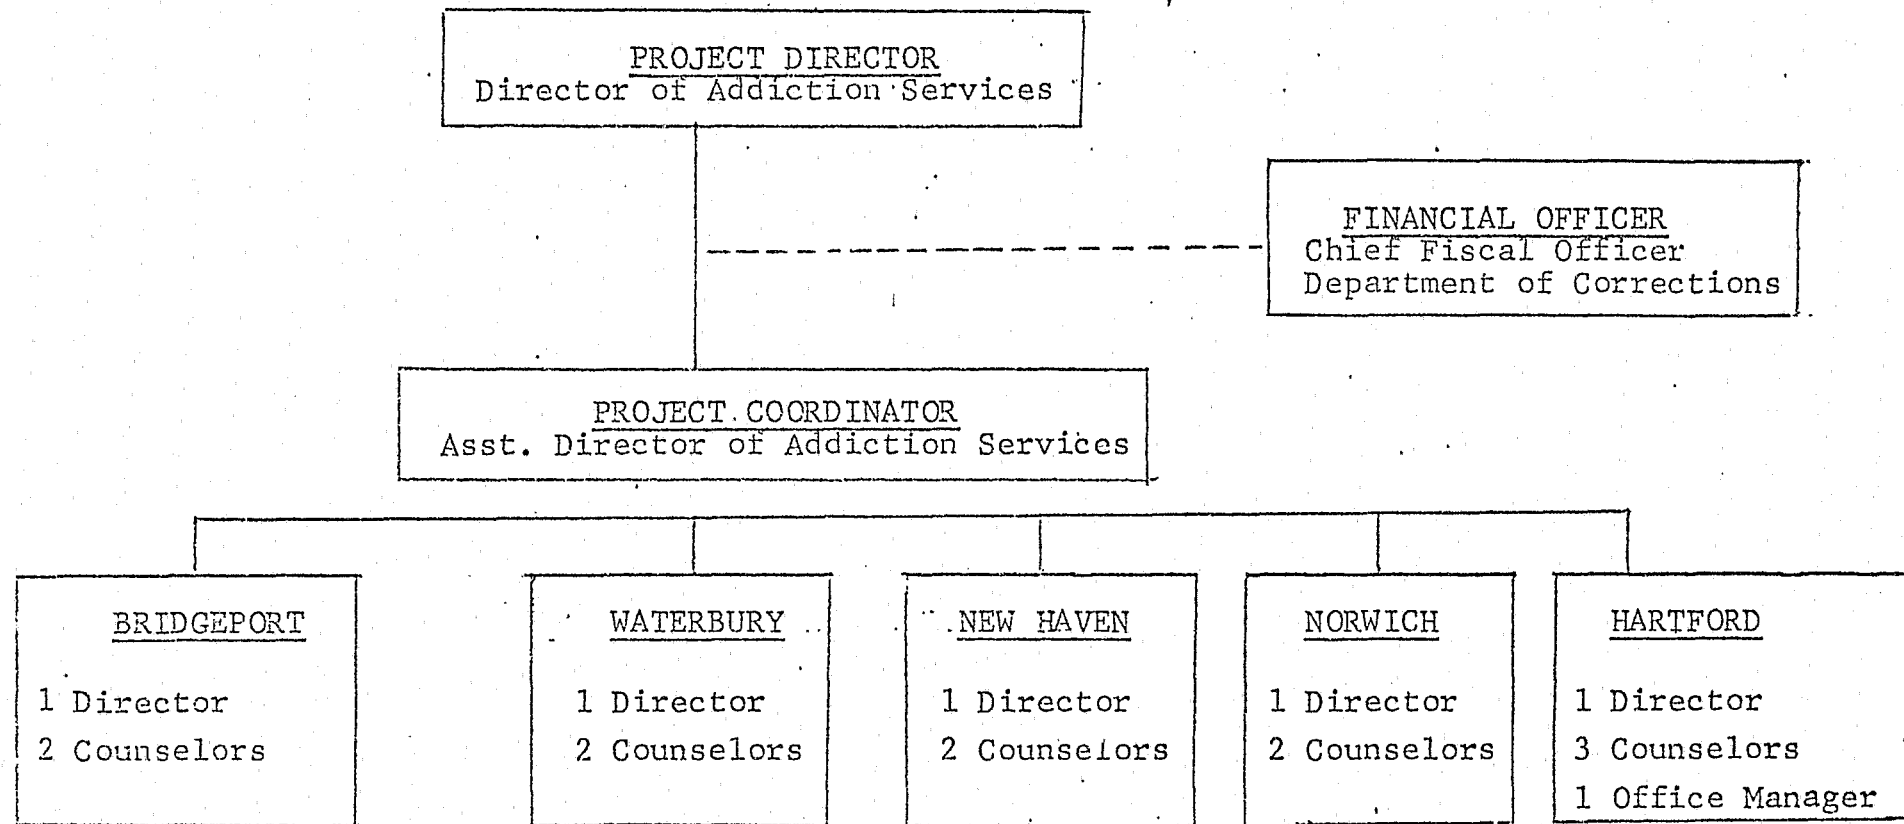 PROJECT DIRECTOR
Director of Addiction Services
FINANCIAL OFFICER
Chief Fiscal Officer
Department of Corrections
PROJECT COORDINATOR
Asst. Director of Addiction Services
BRIDGEPORT
1 Director
2 Counselors
WATERBURY
1 Director
2 Counselors
NEW HAVEN
1 Director
2 Counselors
NORWICH
1 Director
2 Counselors
HARTFORD
1 Director
3 Counselors
1 Office Manager